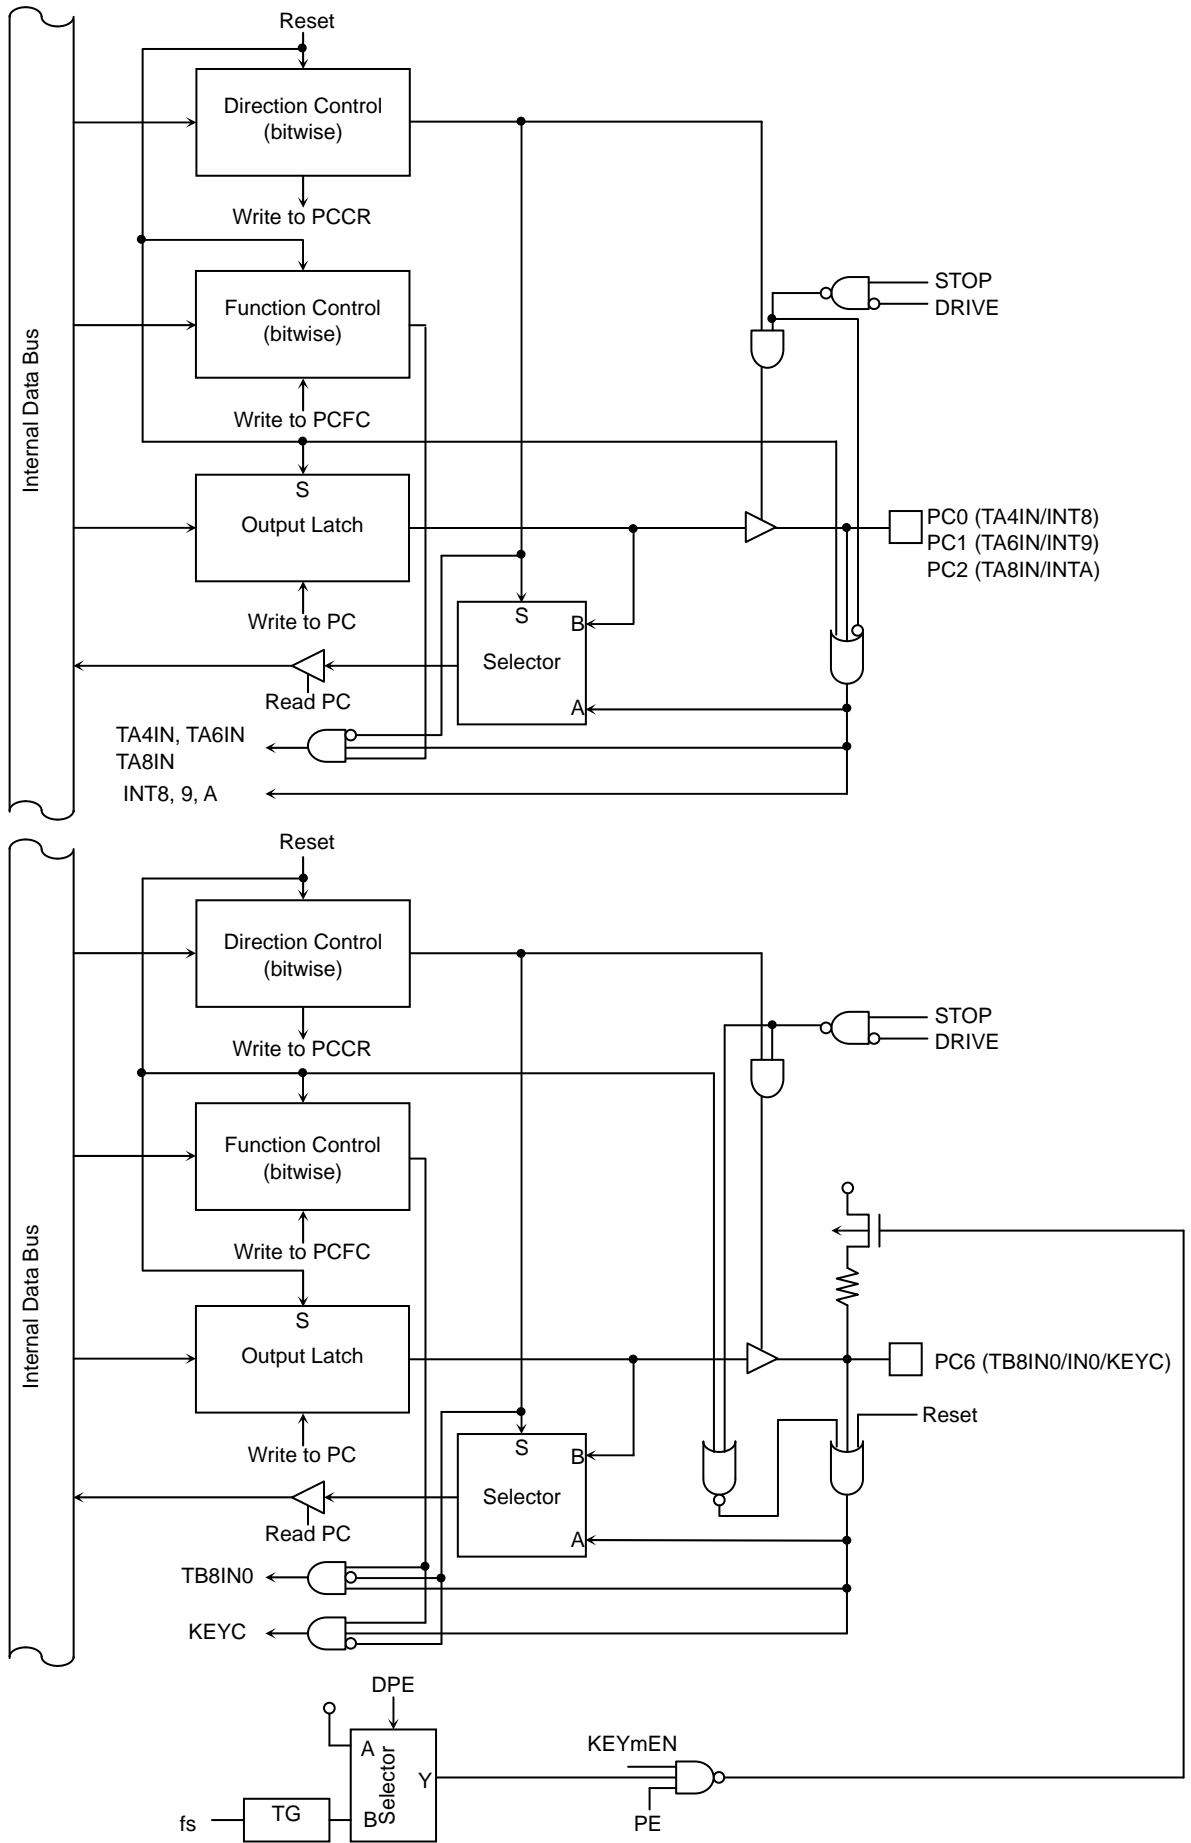 Reset
Direction Control
(bitwise)
Write to PCCR
STOP
DRIVE
Function Control
(bitwise)
Internal Data Bus
Write to PCFC
S
Output Latch
PC0 (TA4IN/INT8)
PC1 (TA6IN/INT9)
PC2 (TA8IN/INTA)
Write to PC
S
B
Selector
Read PC
A
TA4IN, TA6IN
TA8IN
INT8, 9, A
Reset
Direction Control
(bitwise)
STOP
DRIVE
Write to PCCR
Function Control
(bitwise)
Internal Data Bus
Write to PCFC
S
Output Latch
PC6 (TB8IN0/IN0/KEYC)
Reset
Write to PC
S
B
Selector
Read PC
A
TB8IN0
KEYC
DPE
A
Selector
Y
KEYmEN
fs
TG
B
PE